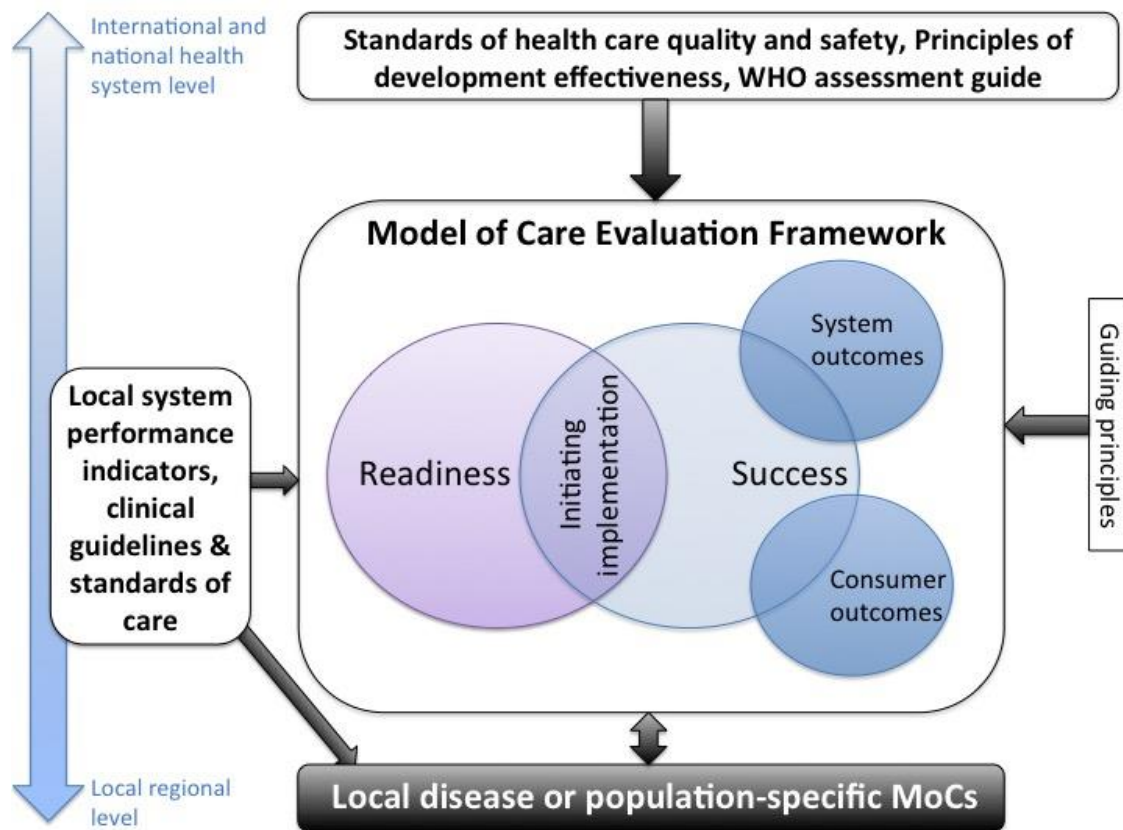 International and
national health
system level
Standards of health care quality and safety, Principles of
development effectiveness, WHO assessment guide
Model of Care Evaluation Framework
System
outcomes
Readiness
Initiating
implementation
Success
Consumer
outcomes
Guiding principles
Local system
performance
indicators,
clinical
guidelines &
standards of
care
Local regional
level
Local disease or population-specific MoCs